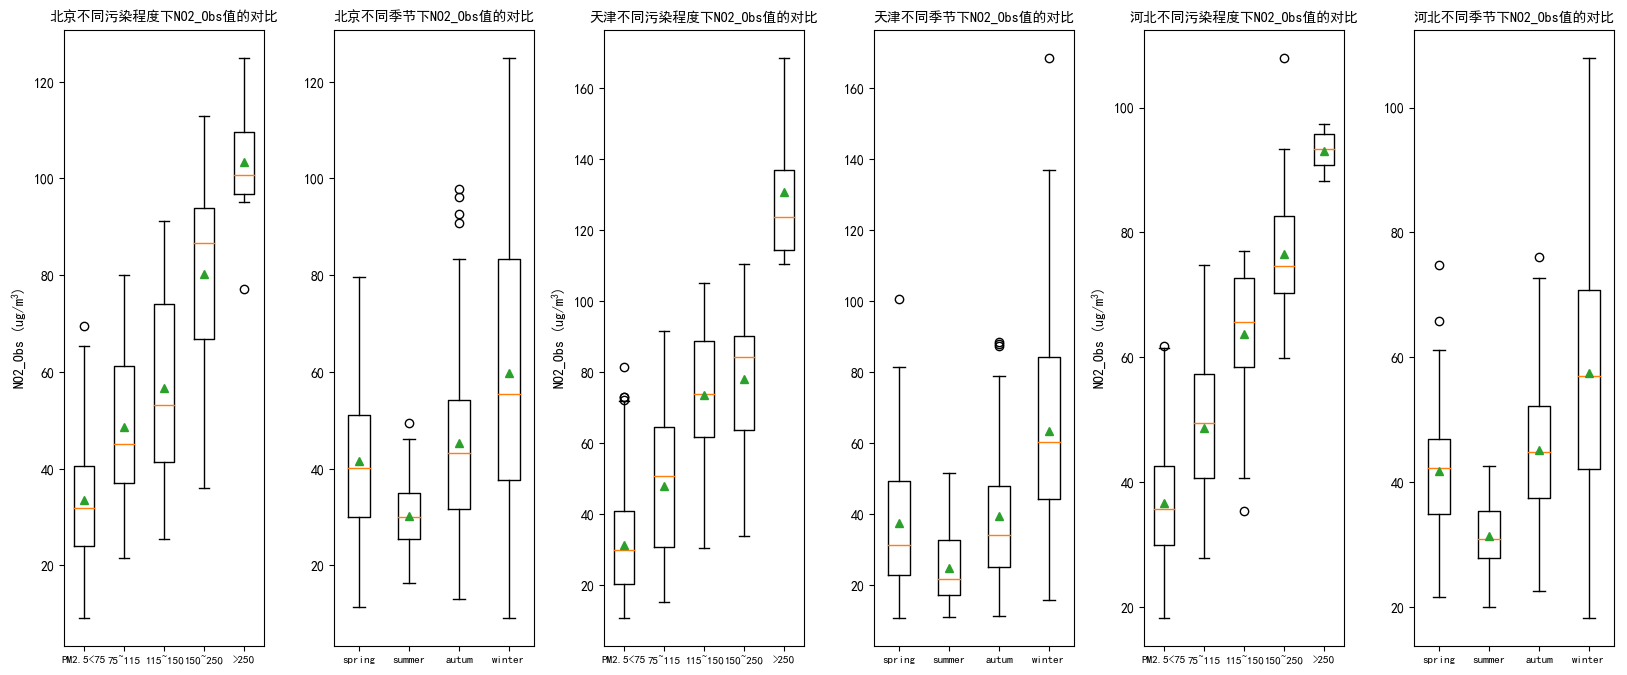 北京不同污染程度下NO2_Obs值的对比
NO2_Obs (ug/m³)
120
100
80
60
40
20
PM2.5<75 75~115 115~150 150~250 >250
北京不同季节下NO2_Obs值的对比
120
100
80
60
40
20
spring summer autum winter
天津不同污染程度下NO2_Obs值的对比
NO2_Obs (ug/m³)
160
140
120
100
80
60
40
20
PM2.5<75 75~115 115~150 150~250 >250
天津不同季节下NO2_Obs值的对比
160
140
120
100
80
60
40
20
spring summer autum winter
河北不同污染程度下NO2_Obs值的对比
NO2_Obs (ug/m³)
100
80
60
40
20
PM2.5<75 75~115 115~150 150~250 >250
河北不同季节下NO2_Obs值的对比
100
80
60
40
20
spring summer autum winter